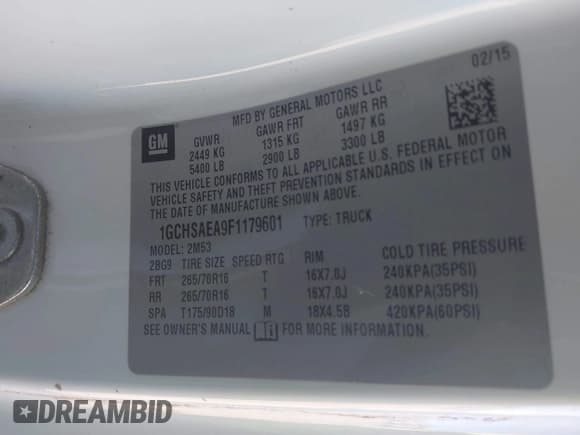 02/15
MFD BY GENERAL MOTORS LLC
GM
GVWR GAWR FRT GAWR RR
2449 KG 1315 KG 1497 KG
5400 LB 2900 LB 3300 LB
THIS VEHICLE CONFORMS TO ALL APPLICABLE U.S. FEDERAL MOTOR
VEHICLE SAFETY AND THEFT PREVENTION STANDARDS IN EFFECT ON
THE DATE OF MANUFACTURE SHOWN ABOVE.
1GCHSAEA9F1179601 TYPE: TRUCK
MODEL: 2M53
2BG9 TIRE SIZE SPEED RTG RIM COLD TIRE PRESSURE
FRT 265/70R16 T 16X7.0J 240KPA(35PSI)
RR 265/70R16 T 16X7.0J 240KPA(35PSI)
SPA T175/90D18 M 18X4.5B 420KPA(60PSI)
SEE OWNER'S MANUAL i FOR MORE INFORMATION.
DREAMBID